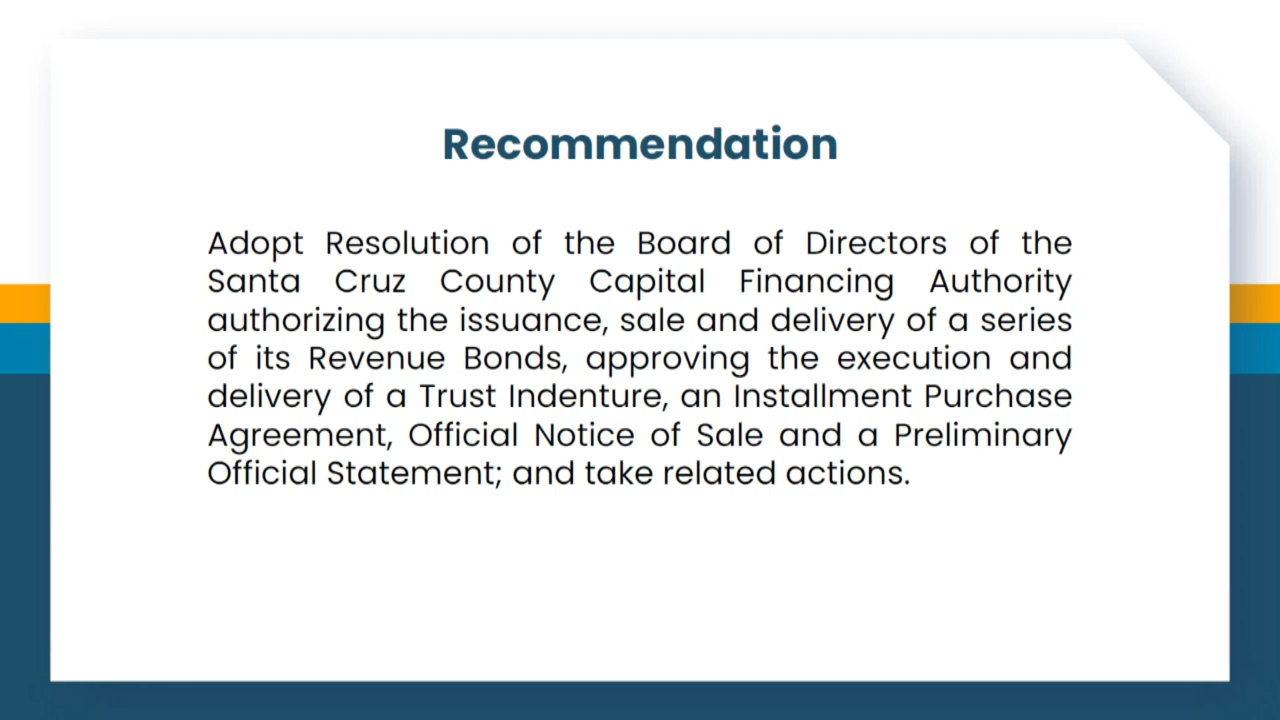 Recommendation
Adopt Resolution of the Board of Directors of the
Santa Cruz County Capital Financing Authority
authorizing the issuance, sale and delivery of a series
of its Revenue Bonds, approving the execution and
delivery of a Trust Indenture, an Installment Purchase
Agreement, Official Notice of Sale and a Preliminary
Official Statement; and take related actions.